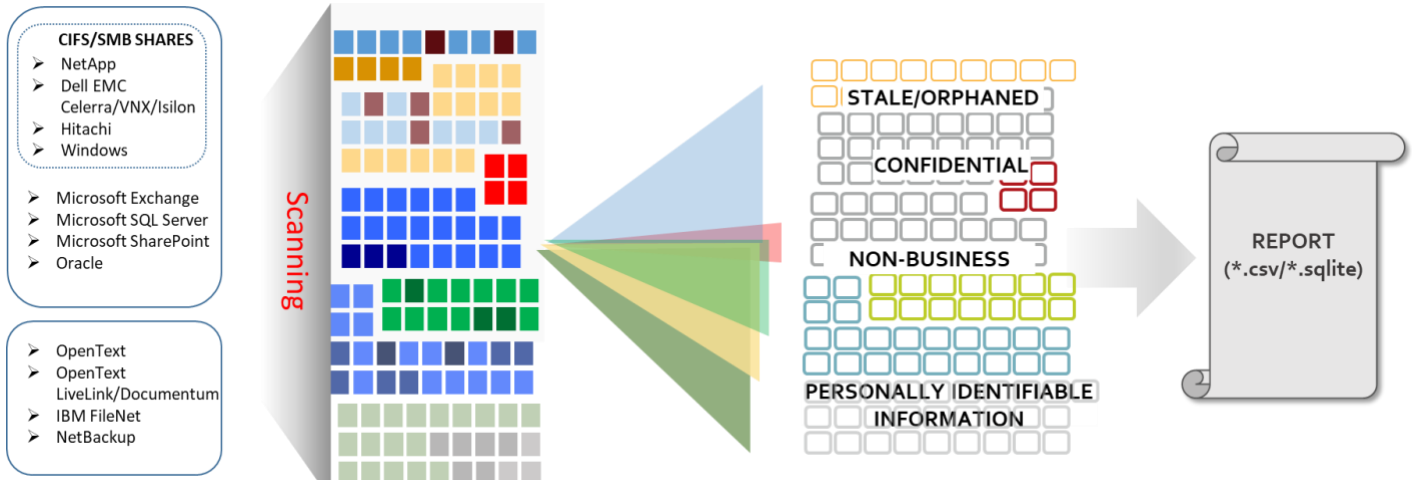 CIFS/SMB SHARES
NetApp
Dell EMC
Celerra/VNX/Isilon
Hitachi
Windows
Microsoft Exchange
Microsoft SQL Server
Microsoft SharePoint
Oracle
OpenText
OpenText
LiveLink/Documentum
IBM FileNet
NetBackup
Scanning
STALE/ORPHANED
CONFIDENTIAL
NON-BUSINESS
PERSONALLY IDENTIFIABLE
INFORMATION
REPORT
(*.csv/*.sqlite)